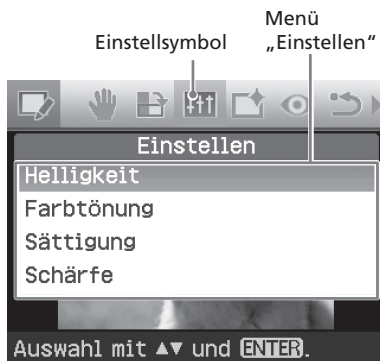 Menü
Einstellsymbol „Einstellen“
Einstellen
Helligkeit
Farbtönung
Sättigung
Schärfe
Auswahl mit ▲▼ und ENTER.